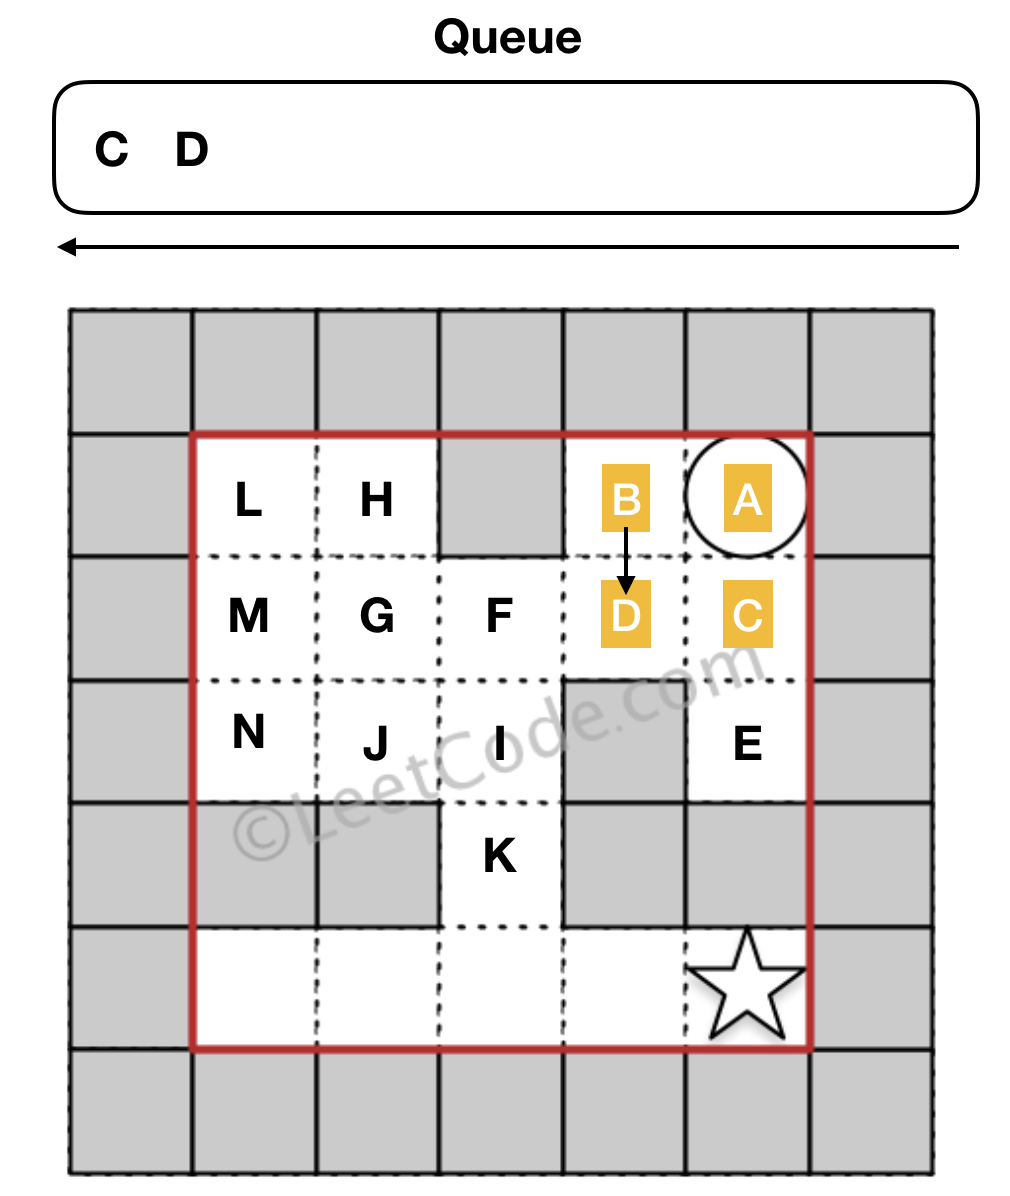 Queue
C D
L H B A
M G F D C
N J I E
K
©LeetCode.com